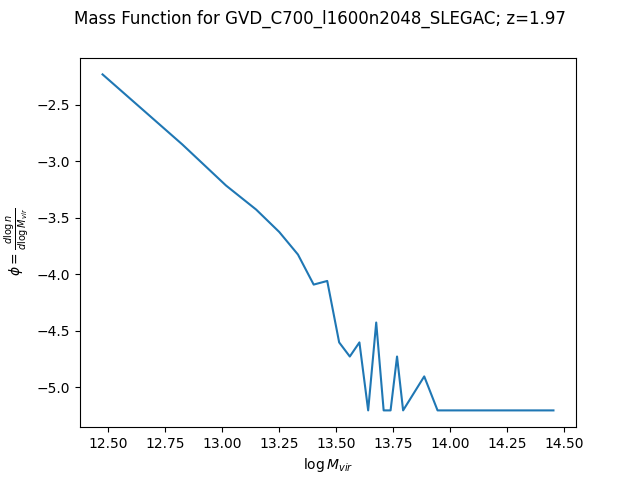 Mass Function for GVD_C700_l1600n2048_SLEGAC; z=1.97
−2.5
−3.0
−3.5
−4.0
−4.5
−5.0
ϕ = d log n / d log M_vir
12.50 12.75 13.00 13.25 13.50 13.75 14.00 14.25 14.50
log M_vir